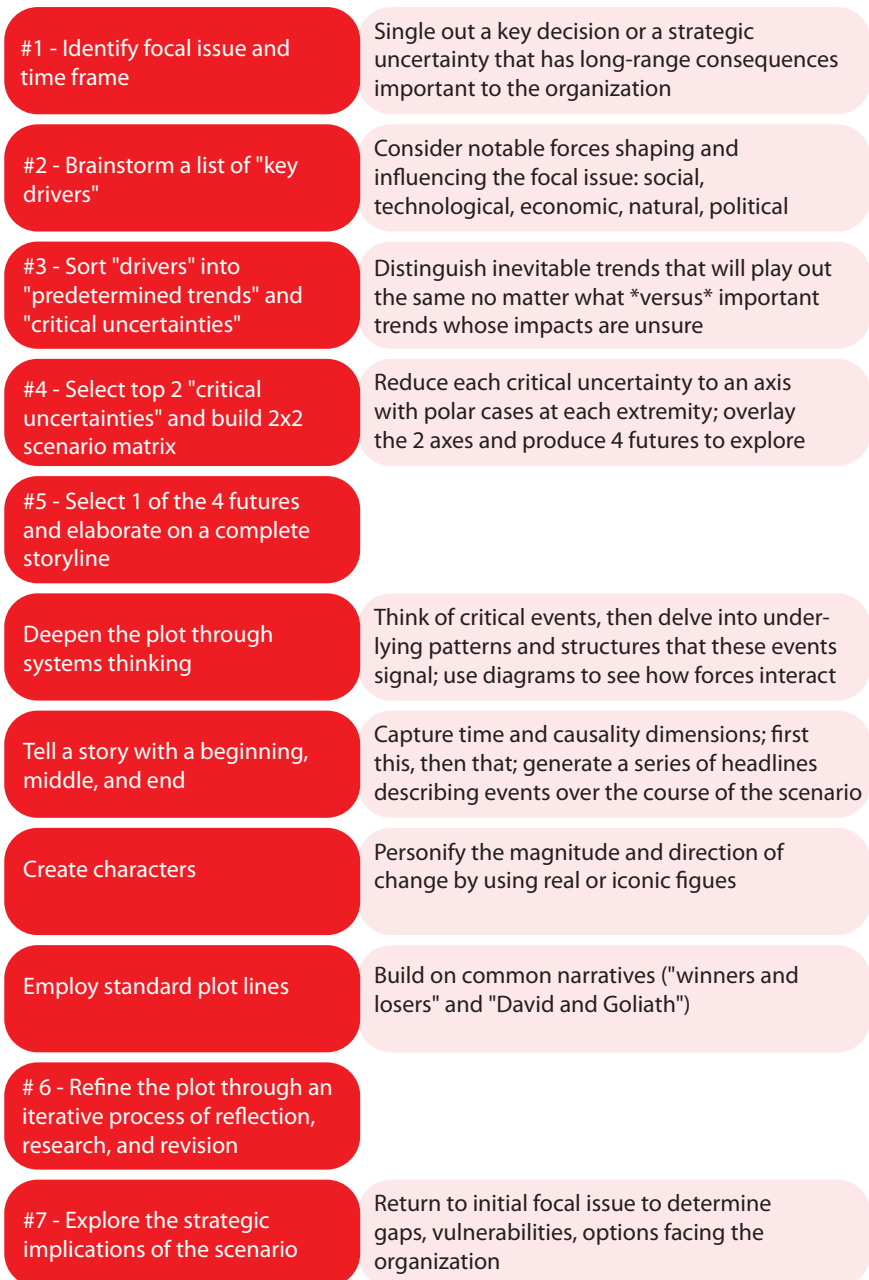 #1 - Identify focal issue and
time frame
Single out a key decision or a strategic
uncertainty that has long-range consequences
important to the organization
#2 - Brainstorm a list of "key
drivers"
Consider notable forces shaping and
influencing the focal issue: social,
technological, economic, natural, political
#3 - Sort "drivers" into
"predetermined trends" and
"critical uncertainties"
Distinguish inevitable trends that will play out
the same no matter what *versus* important
trends whose impacts are unsure
#4 - Select top 2 "critical
uncertainties" and build 2x2
scenario matrix
Reduce each critical uncertainty to an axis
with polar cases at each extremity; overlay
the 2 axes and produce 4 futures to explore
#5 - Select 1 of the 4 futures
and elaborate on a complete
storyline
Deepen the plot through
systems thinking
Think of critical events, then delve into under-
lying patterns and structures that these events
signal; use diagrams to see how forces interact
Tell a story with a beginning,
middle, and end
Capture time and causality dimensions; first
this, then that; generate a series of headlines
describing events over the course of the scenario
Create characters
Personify the magnitude and direction of
change by using real or iconic figues
Employ standard plot lines
Build on common narratives ("winners and
losers" and "David and Goliath")
# 6 - Refine the plot through an
iterative process of reflection,
research, and revision
#7 - Explore the strategic
implications of the scenario
Return to initial focal issue to determine
gaps, vulnerabilities, options facing the
organization